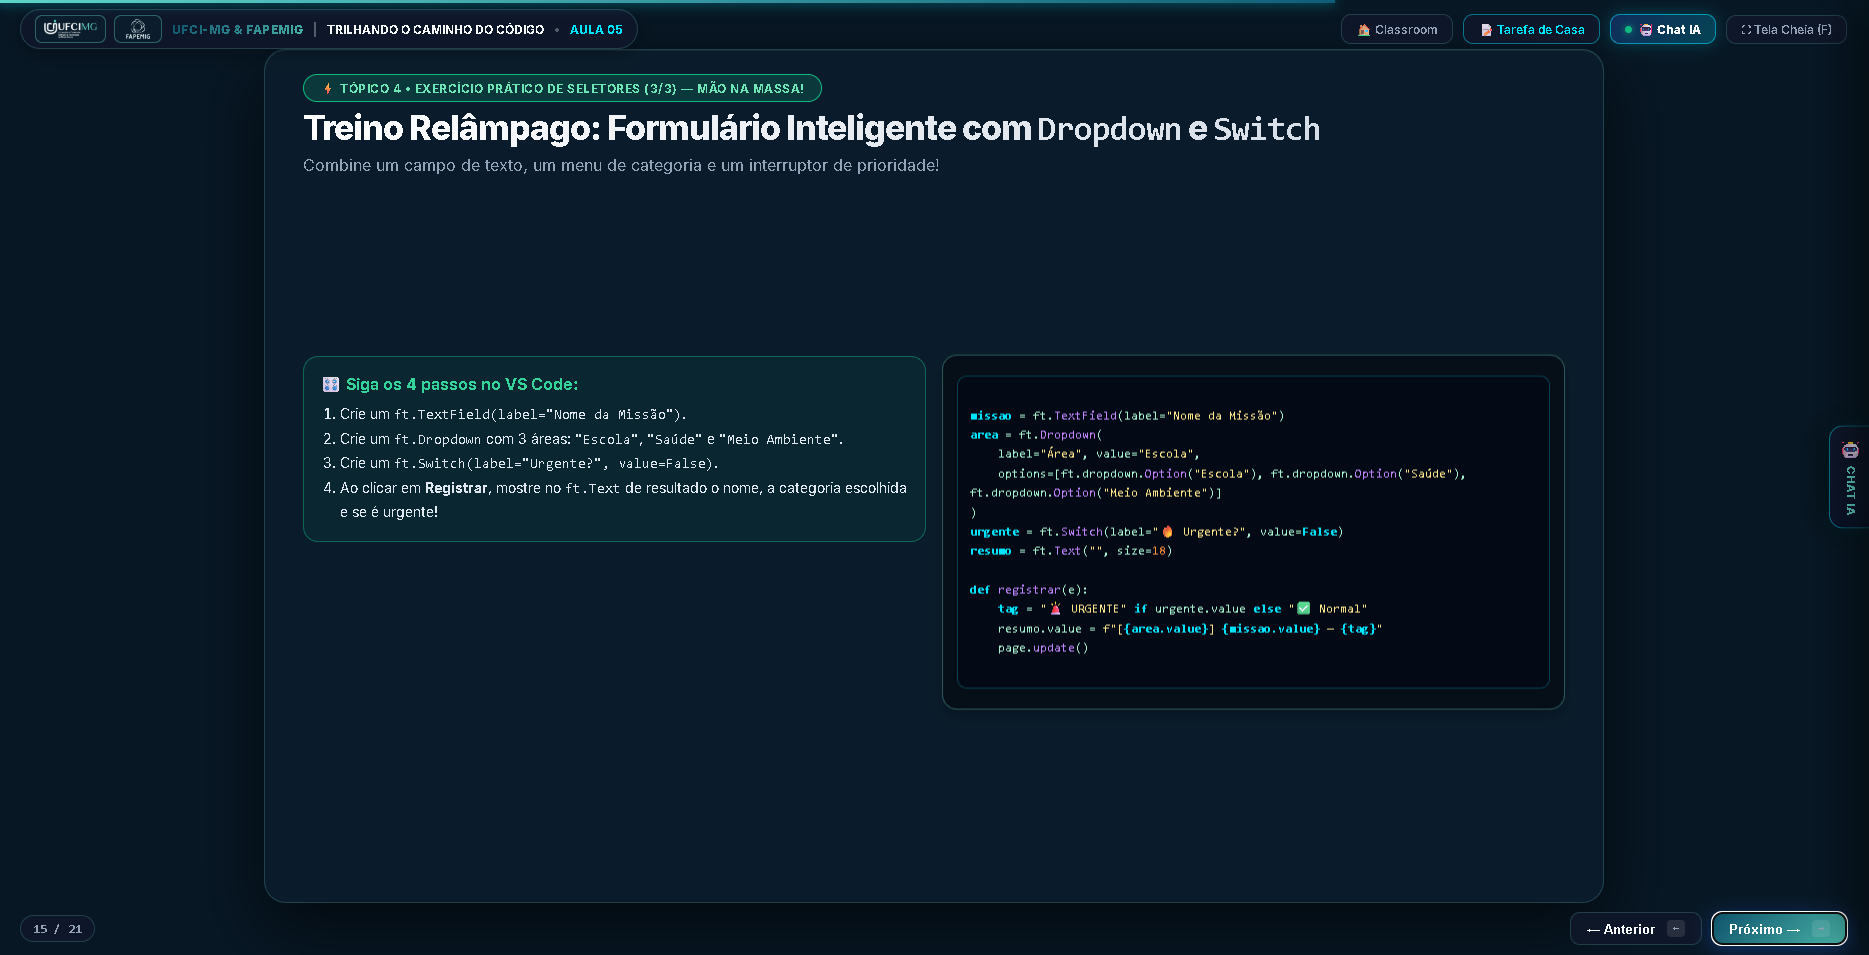 UFCIMG
FAPEMIG
UFCI-MG & FAPEMIG | TRILHANDO O CAMINHO DO CÓDIGO • AULA 05
Classroom
Tarefa de Casa
Chat IA
Tela Cheia (F)
TÓPICO 4 • EXERCÍCIO PRÁTICO DE SELETORES (3/3) — MÃO NA MASSA!
Treino Relâmpago: Formulário Inteligente com Dropdown e Switch
Combine um campo de texto, um menu de categoria e um interruptor de prioridade!
Siga os 4 passos no VS Code:
1. Crie um ft.TextField(label="Nome da Missão").
2. Crie um ft.Dropdown com 3 áreas: "Escola", "Saúde" e "Meio Ambiente".
3. Crie um ft.Switch(label="Urgente?", value=False).
4. Ao clicar em Registrar, mostre no ft.Text de resultado o nome, a categoria escolhida
e se é urgente!
missao = ft.TextField(label="Nome da Missão")
area = ft.Dropdown(
    label="Área", value="Escola",
    options=[ft.dropdown.Option("Escola"), ft.dropdown.Option("Saúde"),
ft.dropdown.Option("Meio Ambiente")]
)
urgente = ft.Switch(label="🔥 Urgente?", value=False)
resumo = ft.Text("", size=18)
def registrar(e):
    tag = "🚨 URGENTE" if urgente.value else "✅ Normal"
    resumo.value = f"[{area.value}] {missao.value} — {tag}"
    page.update()
CHAT IA
15 / 21
← Anterior ←
Próximo → →